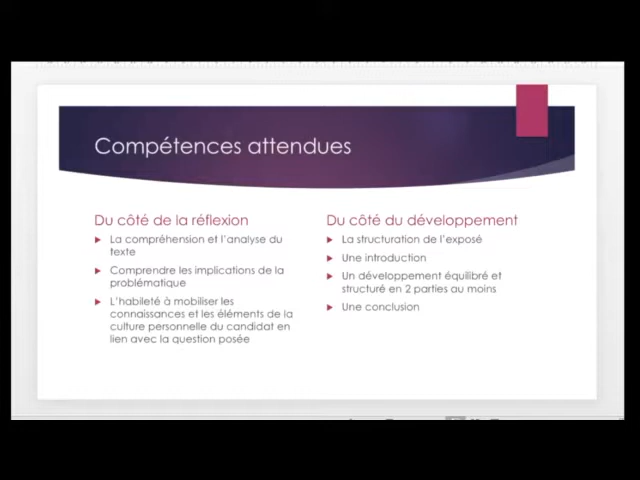 Compétences attendues
Du côté de la réflexion
La compréhension et l'analyse du
texte
Comprendre les implications de la
problématique
L'habileté à mobiliser les
connaissances et les éléments de la
culture personnelle du candidat en
lien avec la question posée
Du côté du développement
La structuration de l'exposé
Une introduction
Un développement équilibré et
structuré en 2 parties au moins
Une conclusion